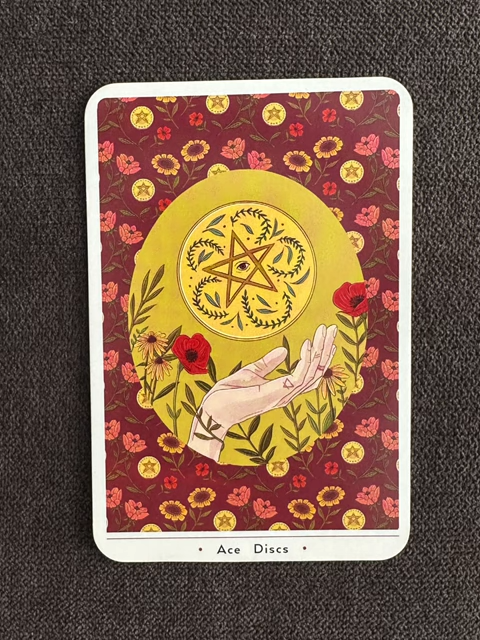 • Ace Discs •